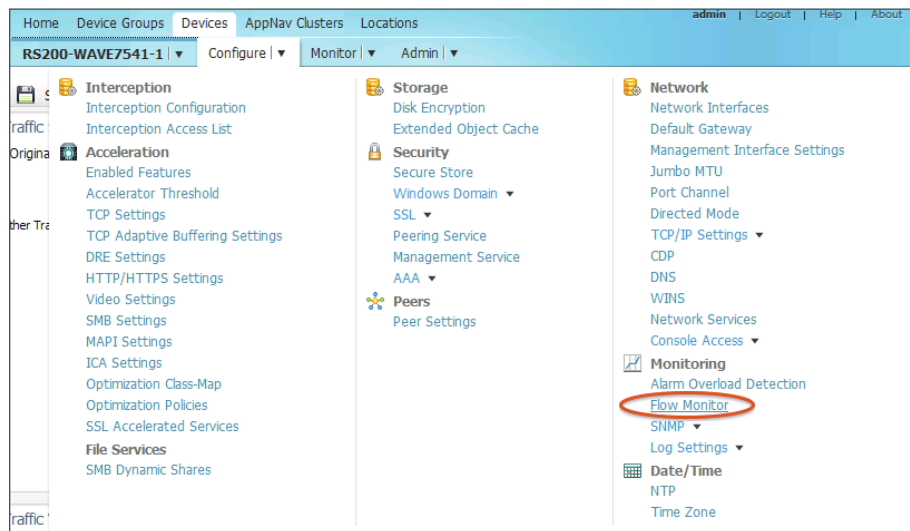 admin | Logout | Help | About
Home Device Groups Devices AppNav Clusters Locations
RS200-WAVE7541-1 | ▼ Configure | ▼ Monitor | ▼ Admin | ▼
Interception
Interception Configuration
Interception Access List
Acceleration
Enabled Features
Accelerator Threshold
TCP Settings
TCP Adaptive Buffering Settings
DRE Settings
HTTP/HTTPS Settings
Video Settings
SMB Settings
MAPI Settings
ICA Settings
Optimization Class-Map
Optimization Policies
SSL Accelerated Services
File Services
SMB Dynamic Shares
Storage
Disk Encryption
Extended Object Cache
Security
Secure Store
Windows Domain ▼
SSL ▼
Peering Service
Management Service
AAA ▼
Peers
Peer Settings
Network
Network Interfaces
Default Gateway
Management Interface Settings
Jumbo MTU
Port Channel
Directed Mode
TCP/IP Settings ▼
CDP
DNS
WINS
Network Services
Console Access ▼
Monitoring
Alarm Overload Detection
Flow Monitor
SNMP ▼
Log Settings ▼
Date/Time
NTP
Time Zone
raffic
Origina
ther Tra
raffic